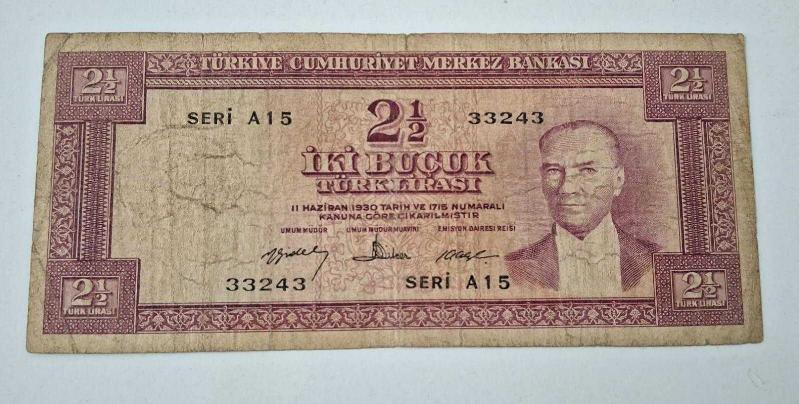 TÜRKİYE CUMHURİYET MERKEZ BANKASI
2½ TÜRK LİRASI
2½ TÜRK LİRASI
SERİ A15
2½
33243
İKİ BUÇUK
TÜRK LİRASI
11 HAZİRAN 1930 TARİH VE 1715 NUMARALI
KANUNA GÖRE ÇIKARILMIŞTIR
UMUM MÜDÜR
UMUM MÜDÜR MUAVİNİ
EMİSYON DAİRESİ REİSİ
33243
SERİ A15
2½ TÜRK LİRASI
2½ TÜRK LİRASI